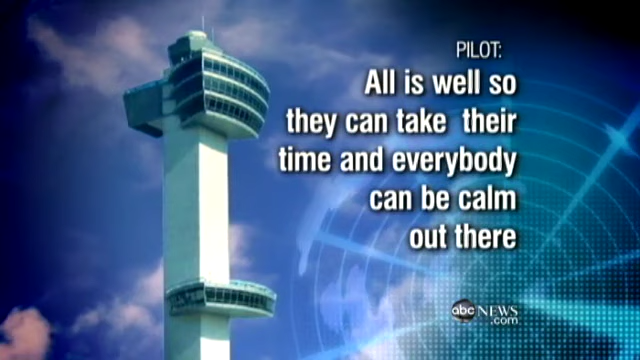 PILOT:
All is well so
they can take their
time and everybody
can be calm
out there
abc NEWS
.com